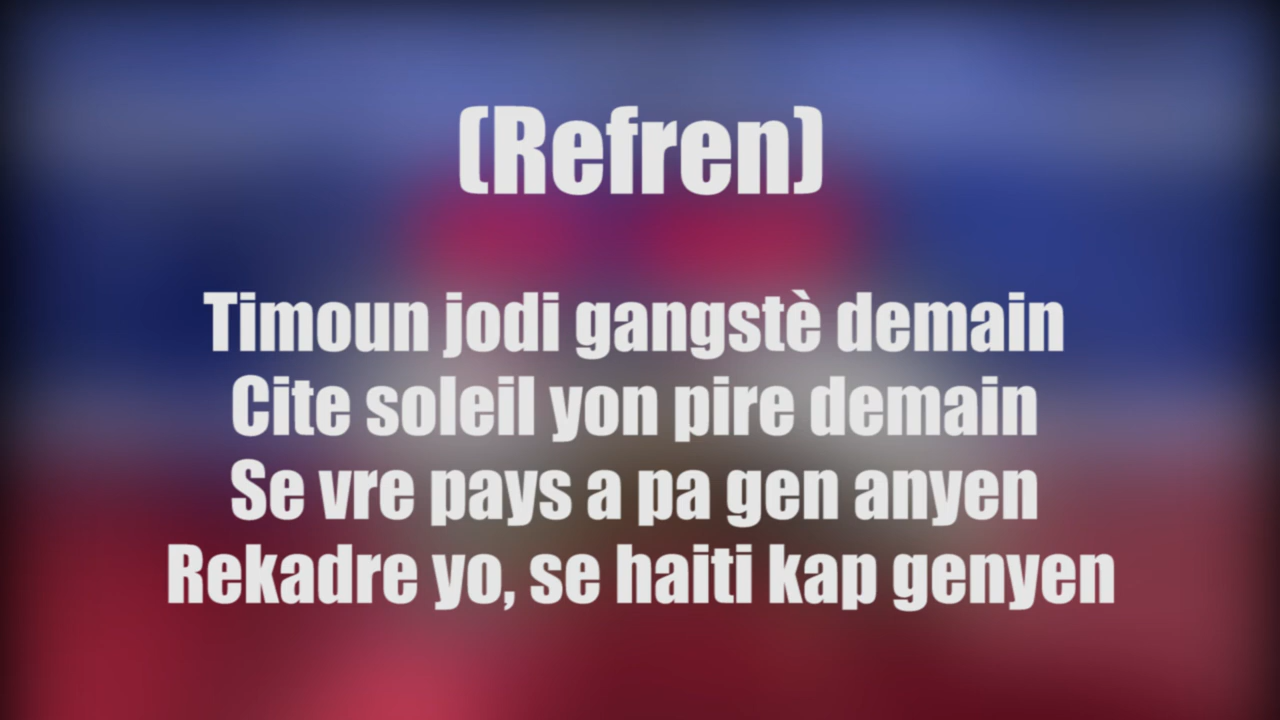 (Refren)
Timoun jodi gangstè demain
Cite soleil yon pire demain
Se vre pays a pa gen anyen
Rekadre yo, se haiti kap genyen